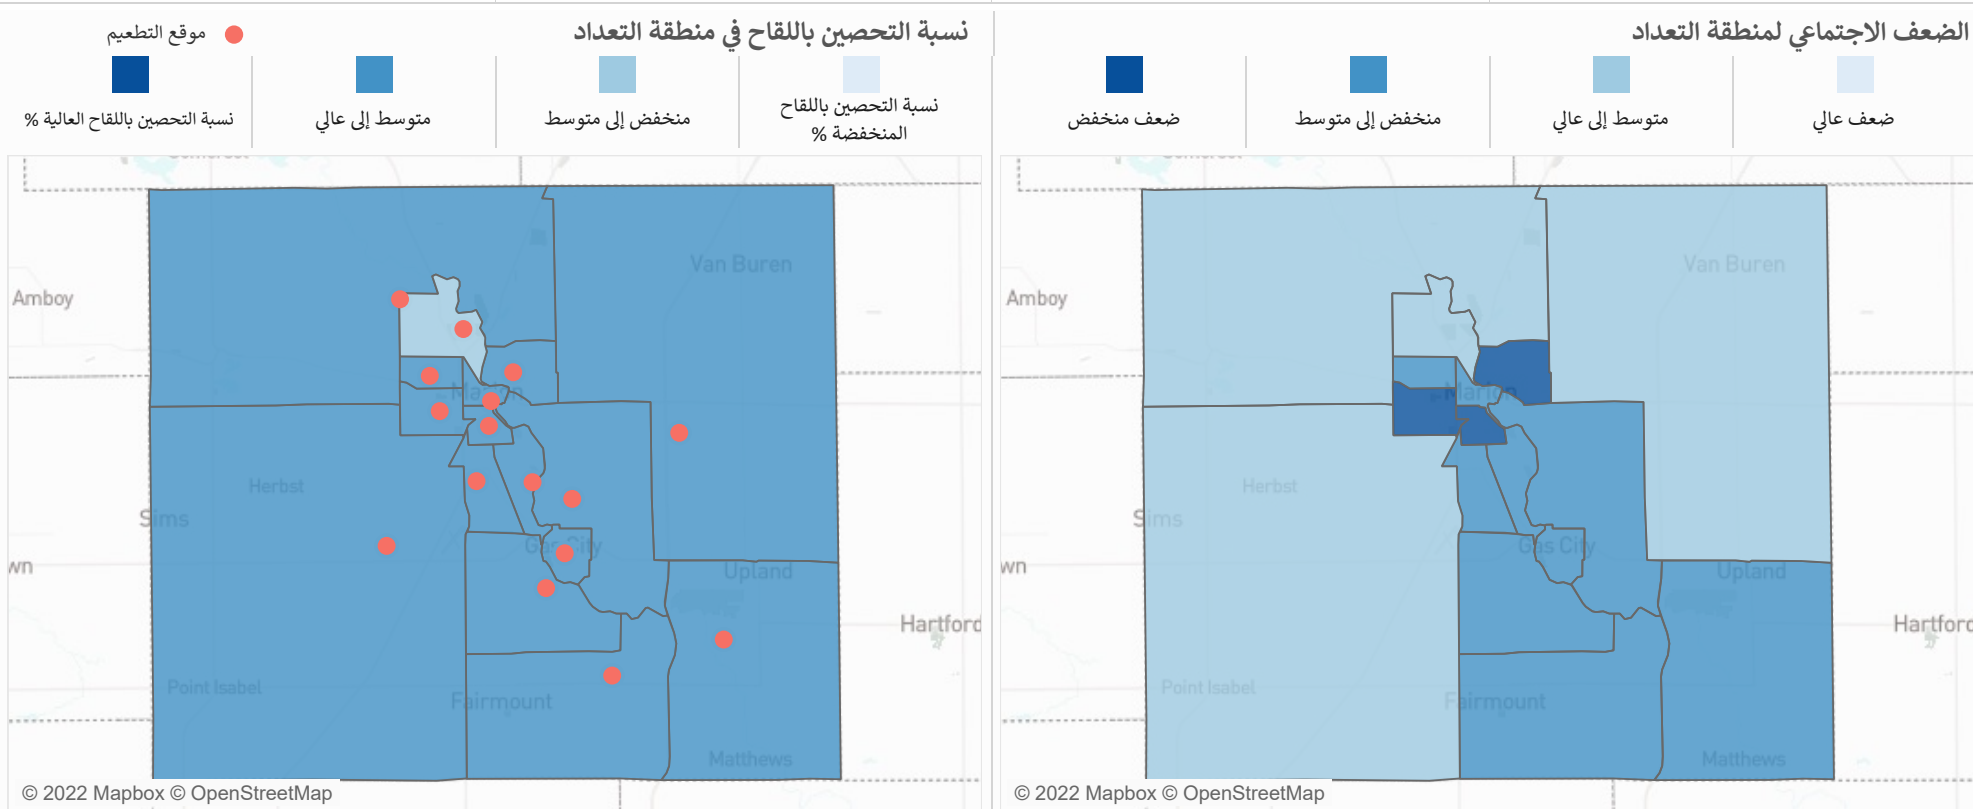 الضعف الاجتماعي لمنطقة التعداد
ضعف عالي
متوسط إلى عالي
منخفض إلى متوسط
ضعف منخفض
نسبة التحصين باللقاح في منطقة التعداد
موقع التطعيم
نسبة التحصين باللقاح
المنخفضة %
منخفض إلى متوسط
متوسط إلى عالي
نسبة التحصين باللقاح العالية %
Van Buren
Amboy
Marion
Herbst
Sims
Gas City
wn
Upland
Hartford
Point Isabel
Fairmount
Matthews
© 2022 Mapbox © OpenStreetMap
Van Buren
Amboy
Marion
Herbst
Sims
Gas City
wn
Upland
Hartford
Point Isabel
Fairmount
Matthews
© 2022 Mapbox © OpenStreetMap